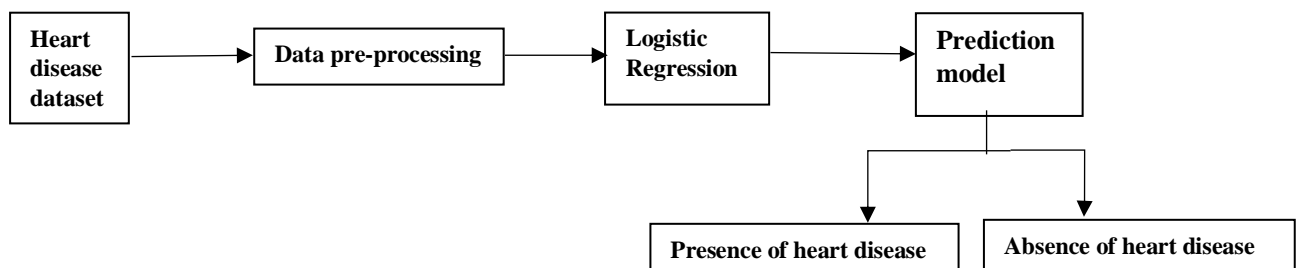 Heart
disease
dataset
Data pre-processing
Logistic
Regression
Prediction
model
Presence of heart disease
Absence of heart disease